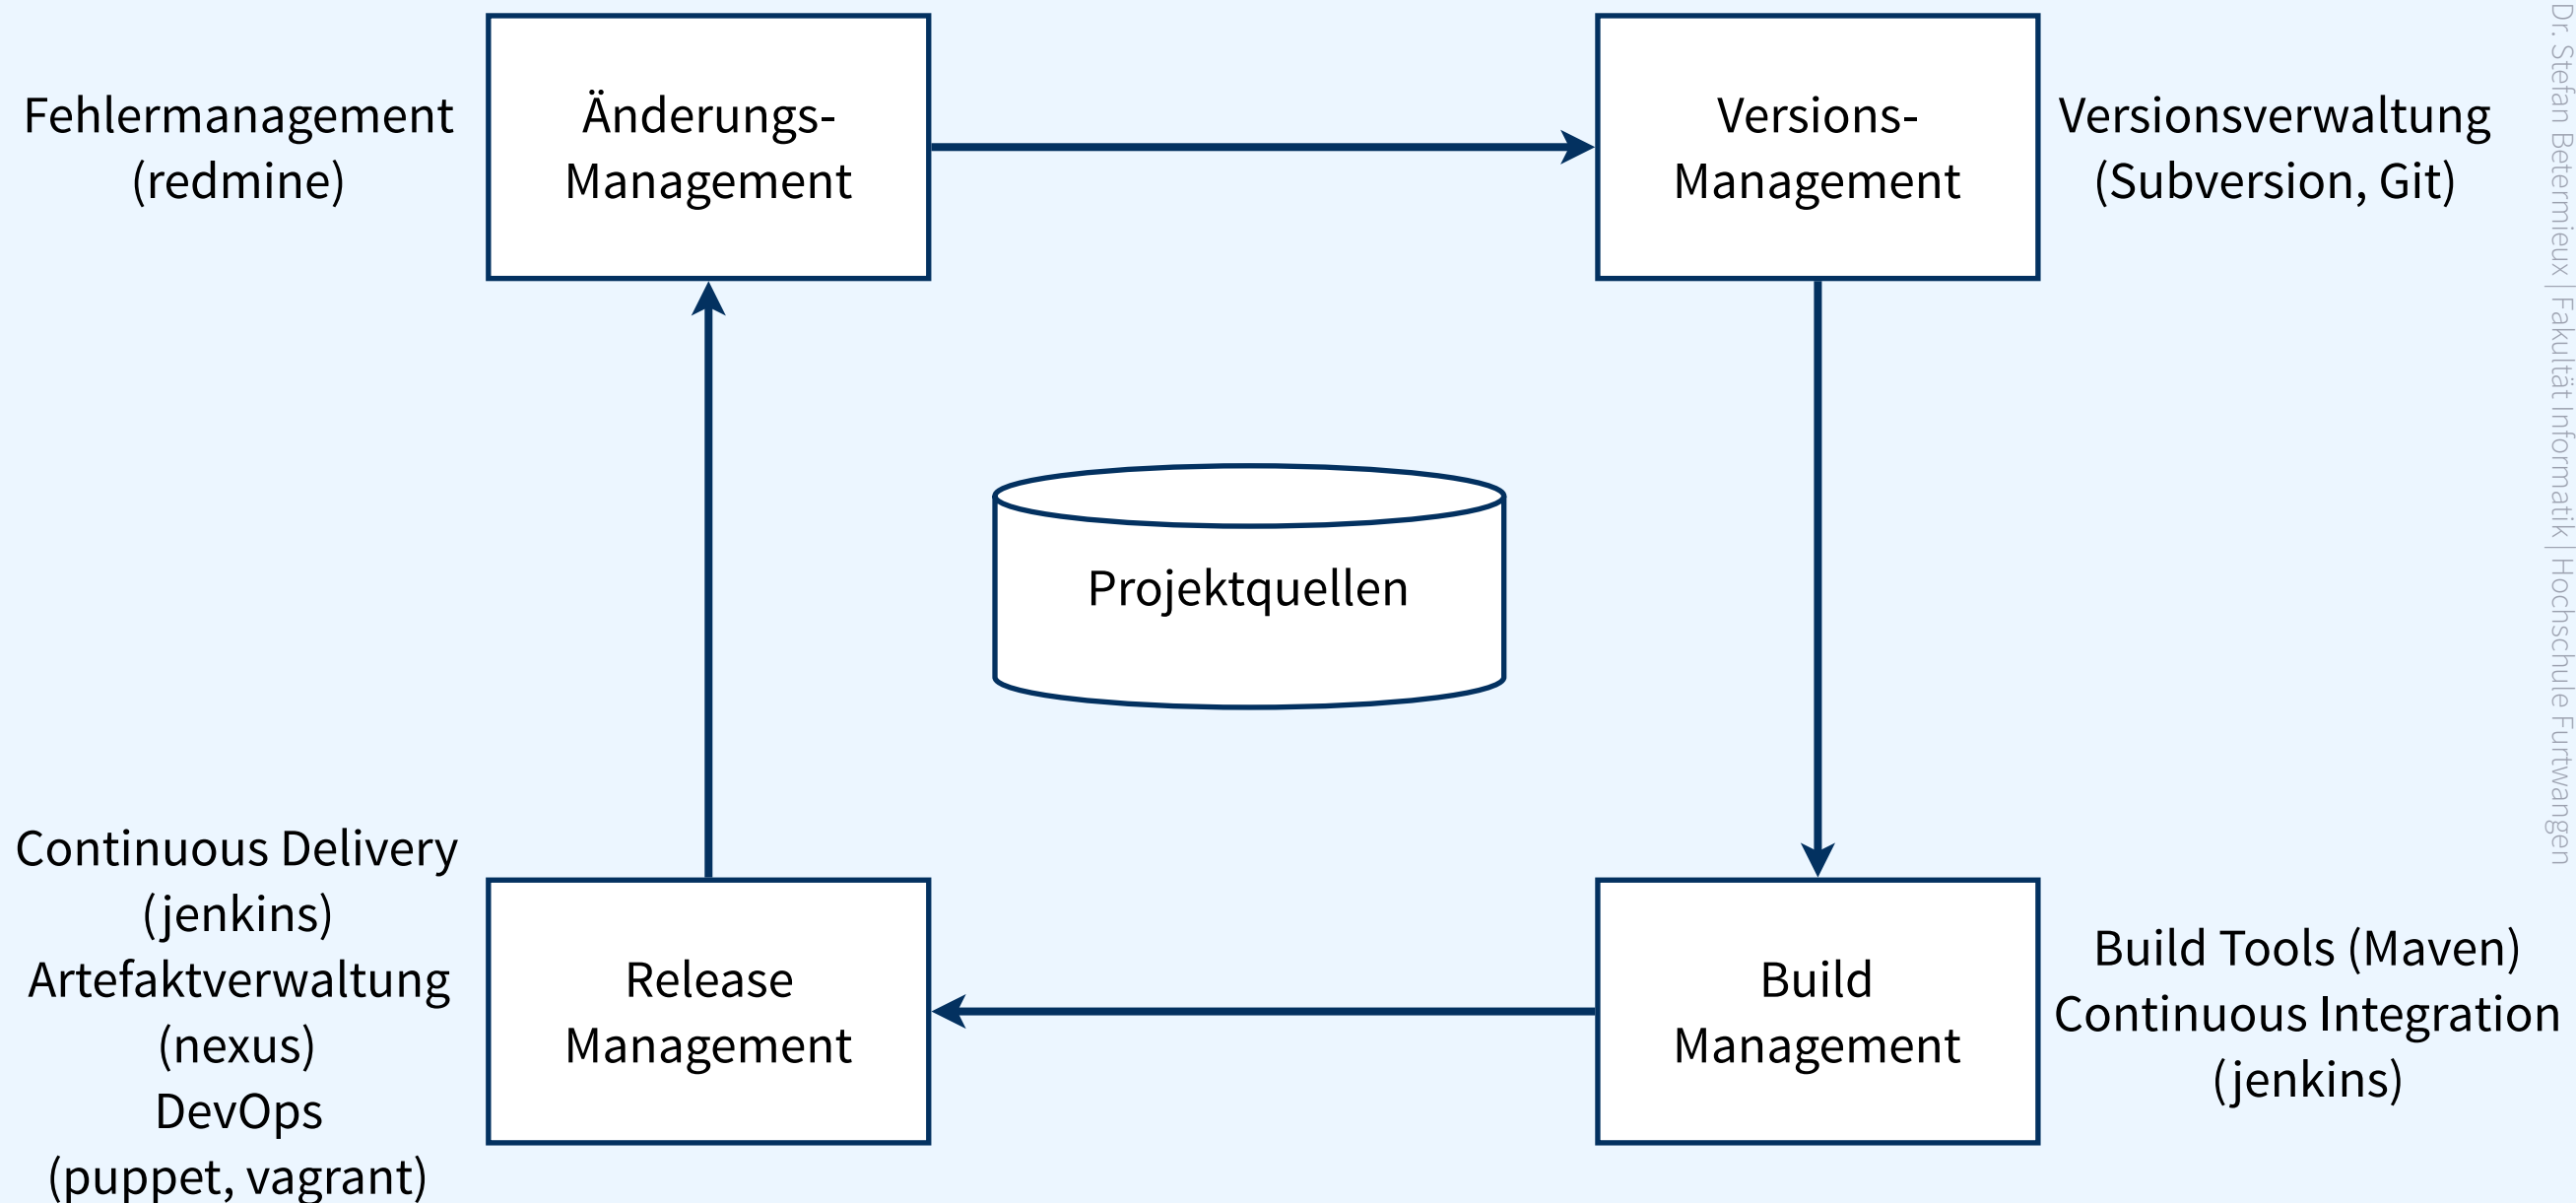 Fehlermanagement
(redmine)
Änderungs-
Management
Versions-
Management
Versionsverwaltung
(Subversion, Git)
Projektquellen
Continuous Delivery
(jenkins)
Artefaktverwaltung
(nexus)
DevOps
(puppet, vagrant)
Release
Management
Build
Management
Build Tools (Maven)
Continuous Integration
(jenkins)
Dr. Stefan Betermieux | Fakultät Informatik | Hochschule Furtwangen